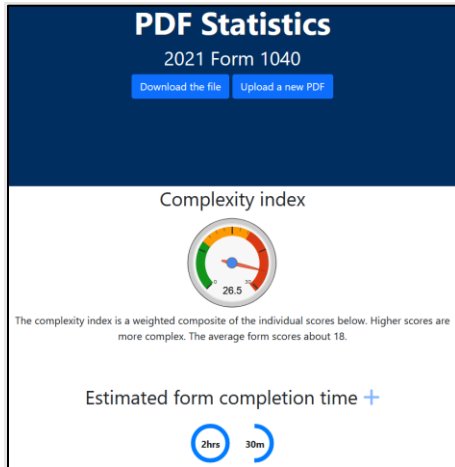 PDF Statistics
2021 Form 1040
Download the file
Upload a new PDF
Complexity index
0
30
26.5
The complexity index is a weighted composite of the individual scores below. Higher scores are
more complex. The average form scores about 18.
Estimated form completion time +
2hrs
30m